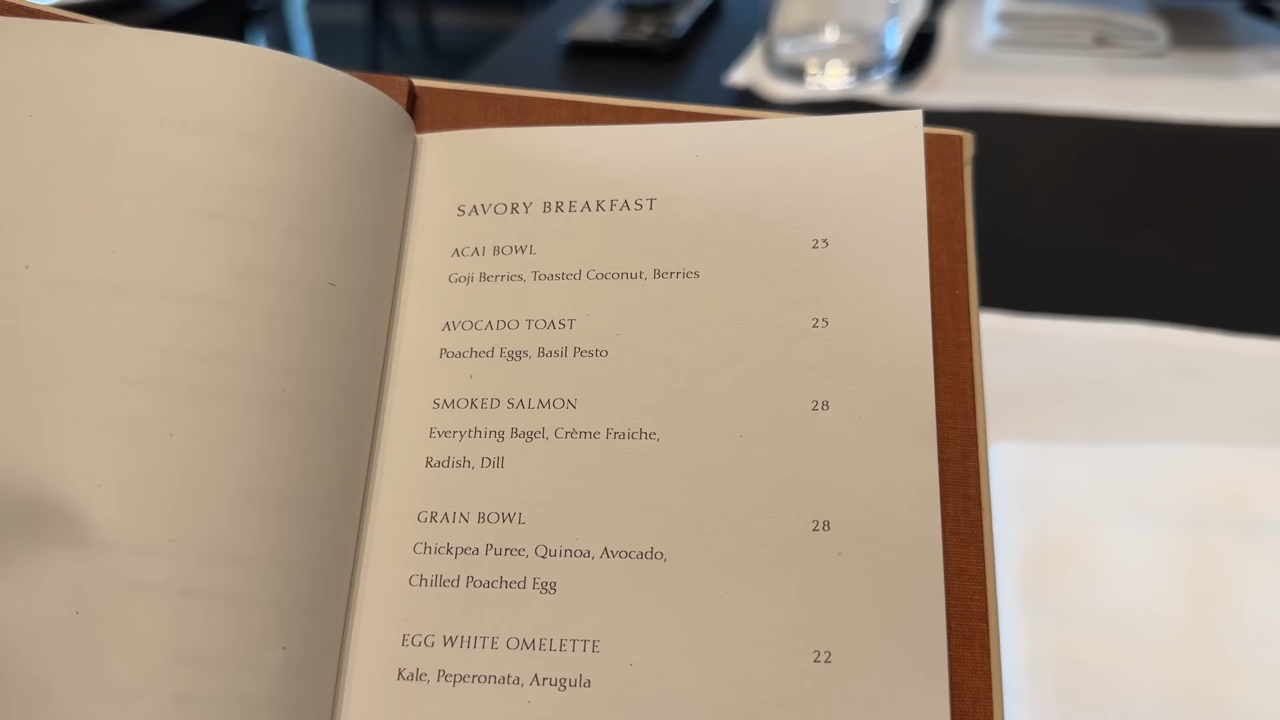 SAVORY BREAKFAST
ACAI BOWL 23
Goji Berries, Toasted Coconut, Berries
AVOCADO TOAST 25
Poached Eggs, Basil Pesto
SMOKED SALMON 28
Everything Bagel, Crème Fraiche,
Radish, Dill
GRAIN BOWL 28
Chickpea Puree, Quinoa, Avocado,
Chilled Poached Egg
EGG WHITE OMELETTE 22
Kale, Peperonata, Arugula